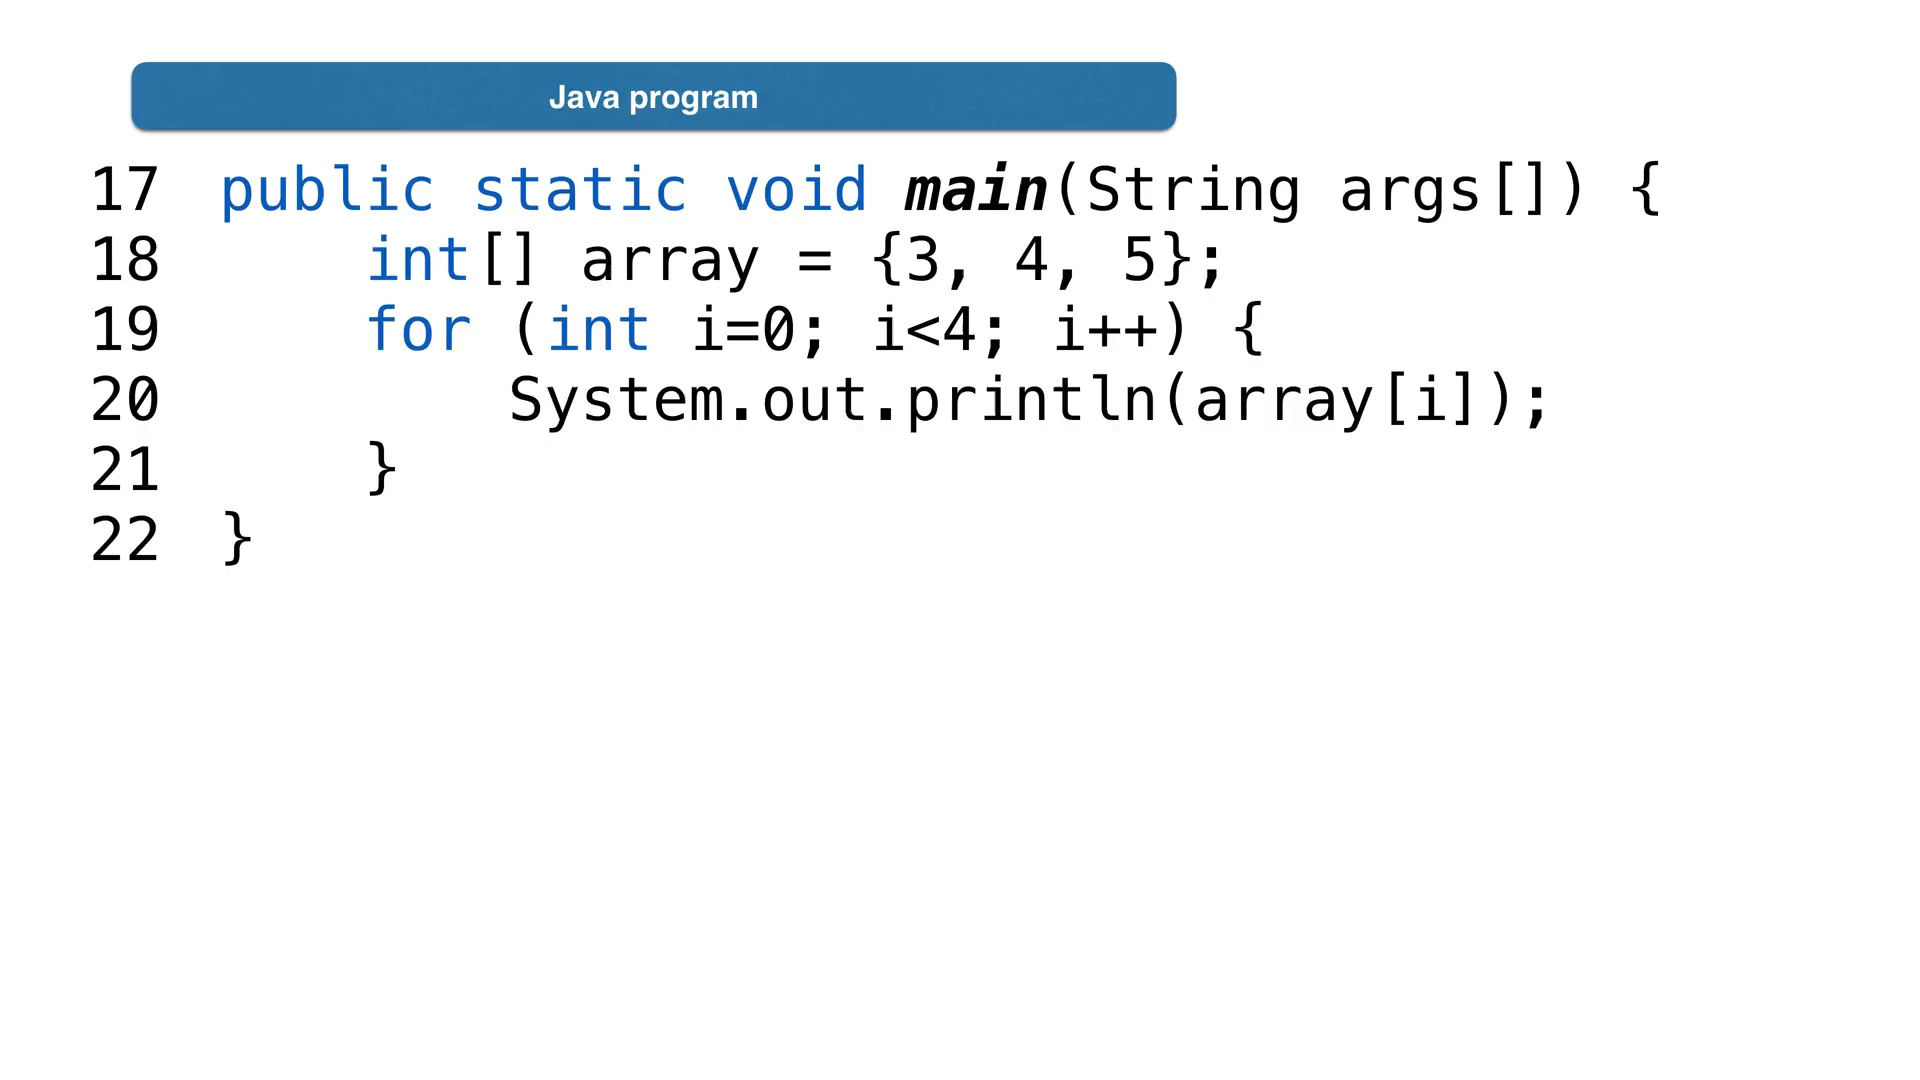 Java program
17 public static void main(String args[]) {
18 int[] array = {3, 4, 5};
19 for (int i=0; i<4; i++) {
20 System.out.println(array[i]);
21 }
22 }